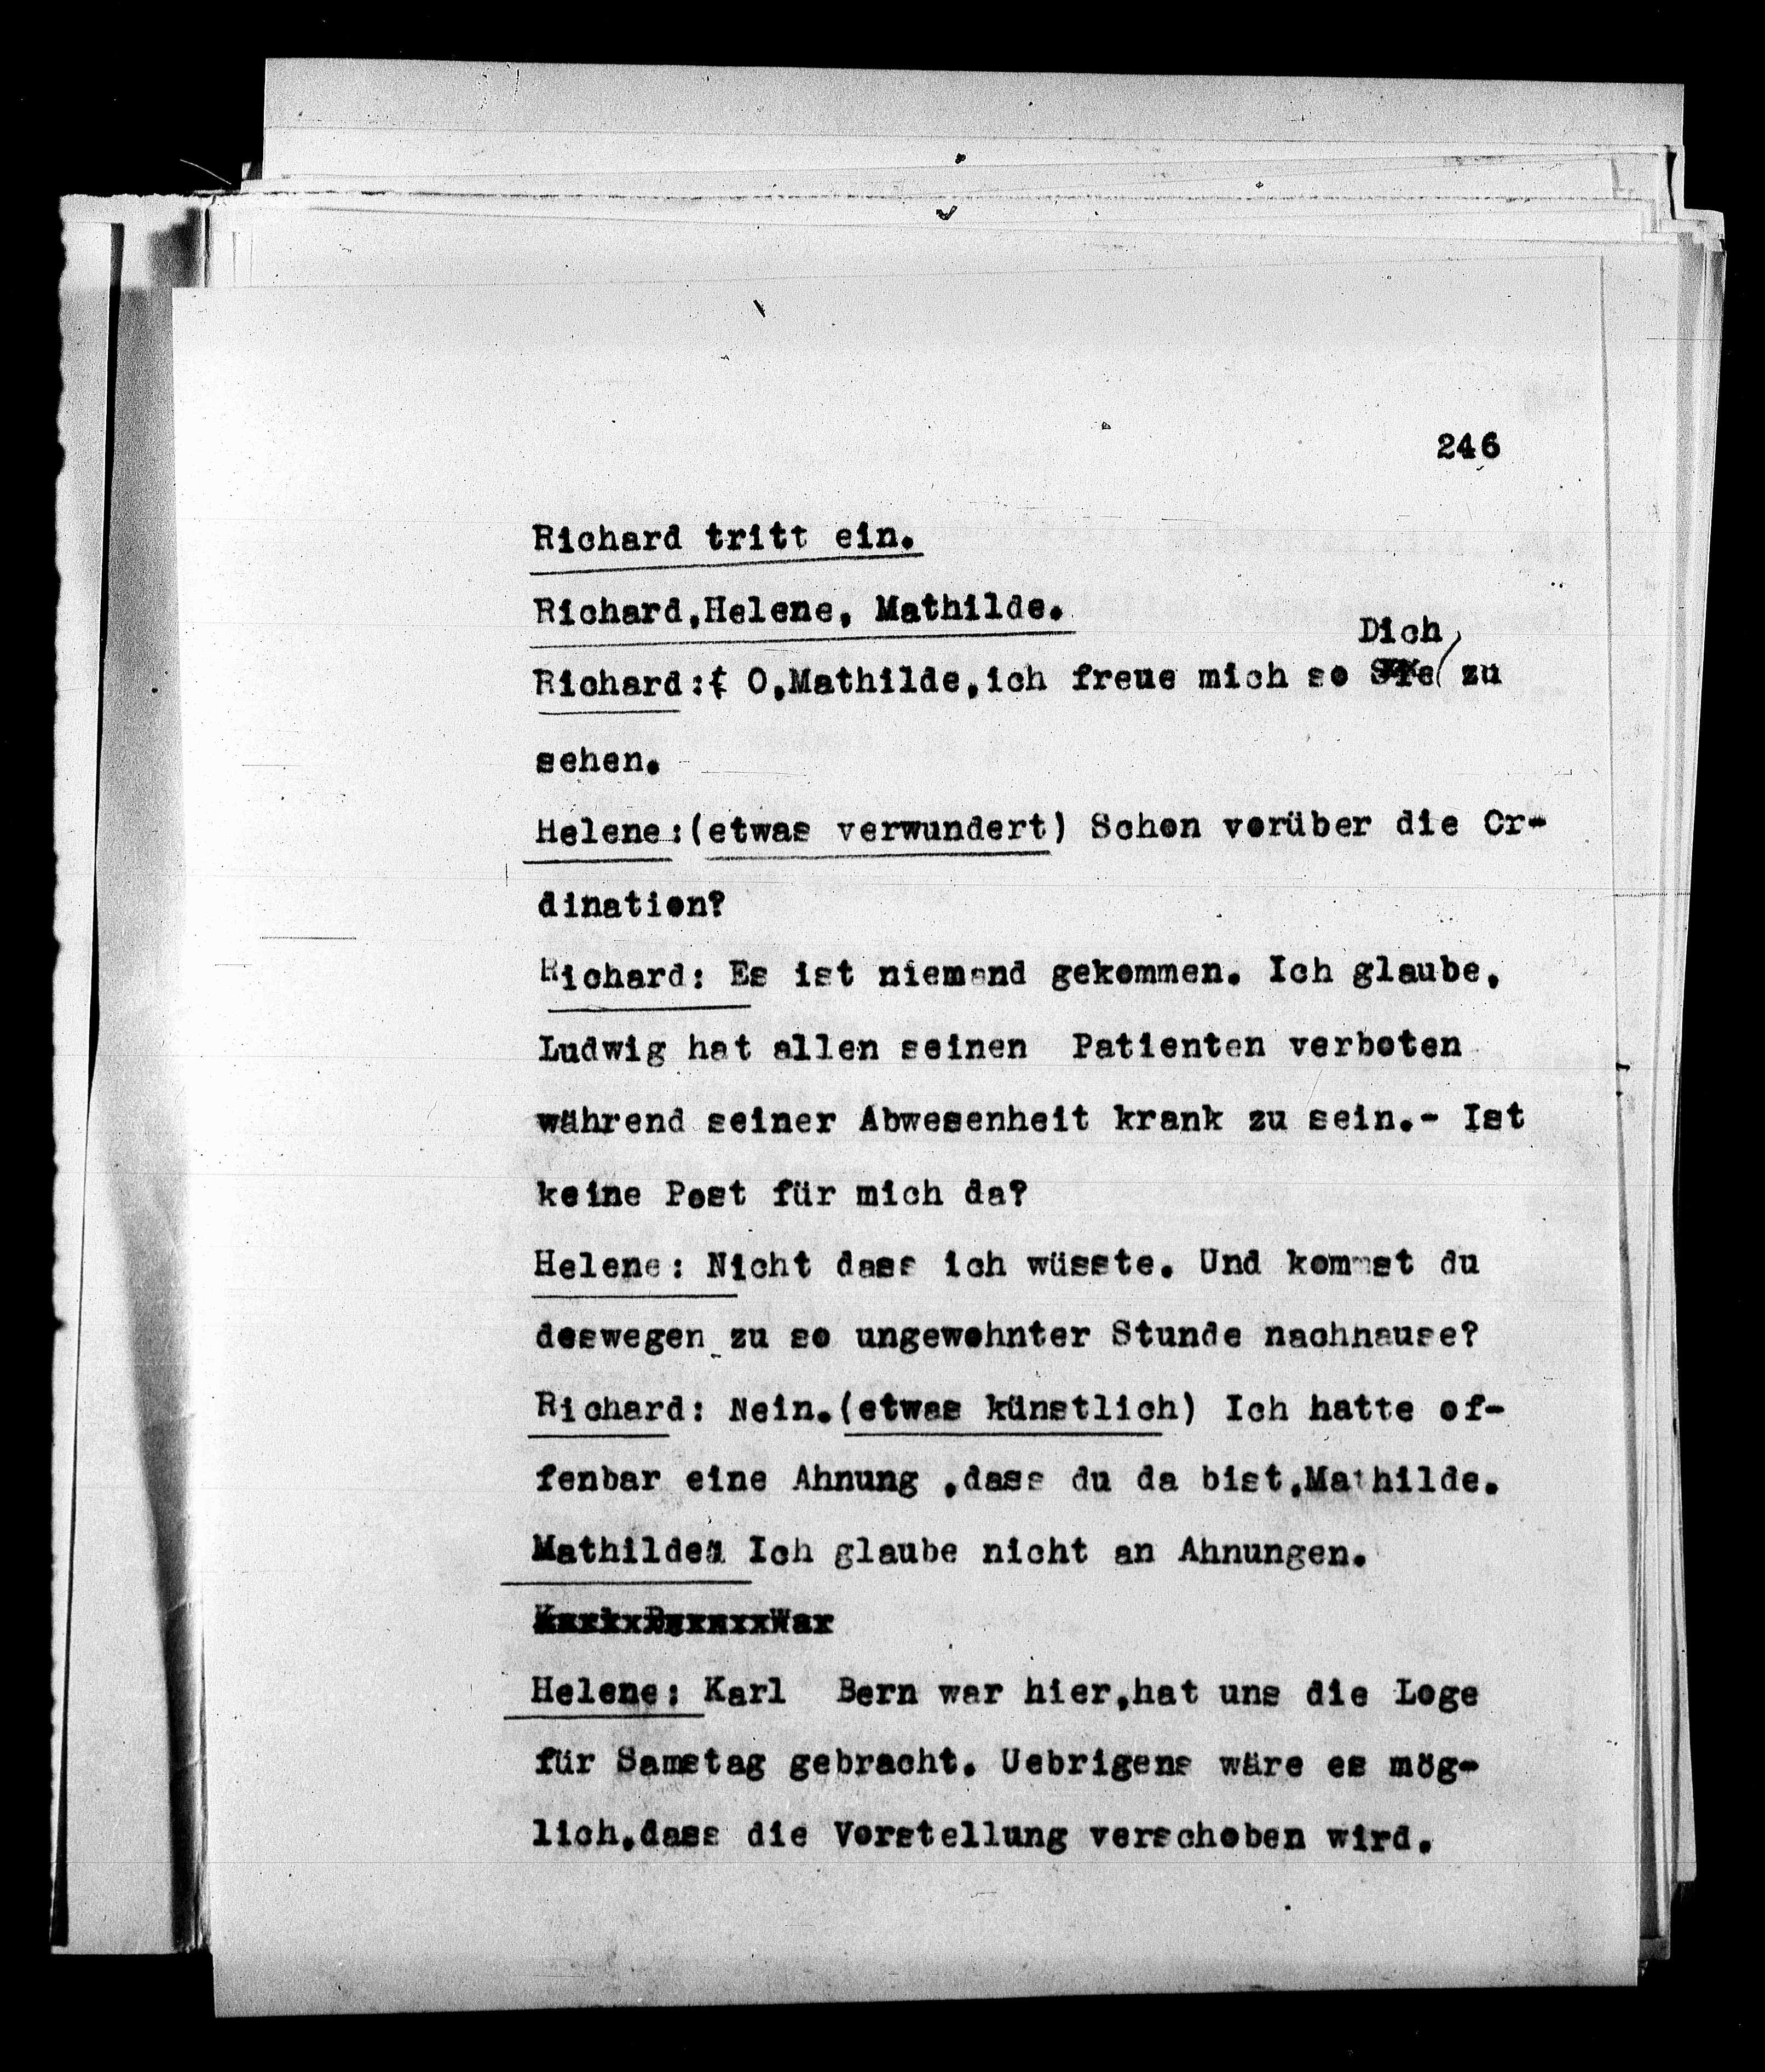 246
Richard tritt ein.
Richard,Helene, Mathilde.
Dich
Richard:( O,Mathilde,ich freue mich so Sie zu
sehen.
Helene:(etwas verwundert) Schon vorüber die Or-
dination?
Richard: Es ist niemand gekommen. Ich glaube,
Ludwig hat allen seinen Patienten verboten
während seiner Abwesenheit krank zu sein.- Ist
keine Post für mich da?
Helene: Nicht dass ich wüsste. Und kommst du
deswegen zu so ungewohnter Stunde nachhause?
Richard: Nein.(etwas künstlich) Ich hatte of-
fenbar eine Ahnung ,dass du da bist,Mathilde.
Mathilde: Ich glaube nicht an Ahnungen.
Karl Bern War
Helene: Karl Bern war hier,hat uns die Loge
für Samstag gebracht. Uebrigens wäre es mög-
lich,dass die Vorstellung verschoben wird.